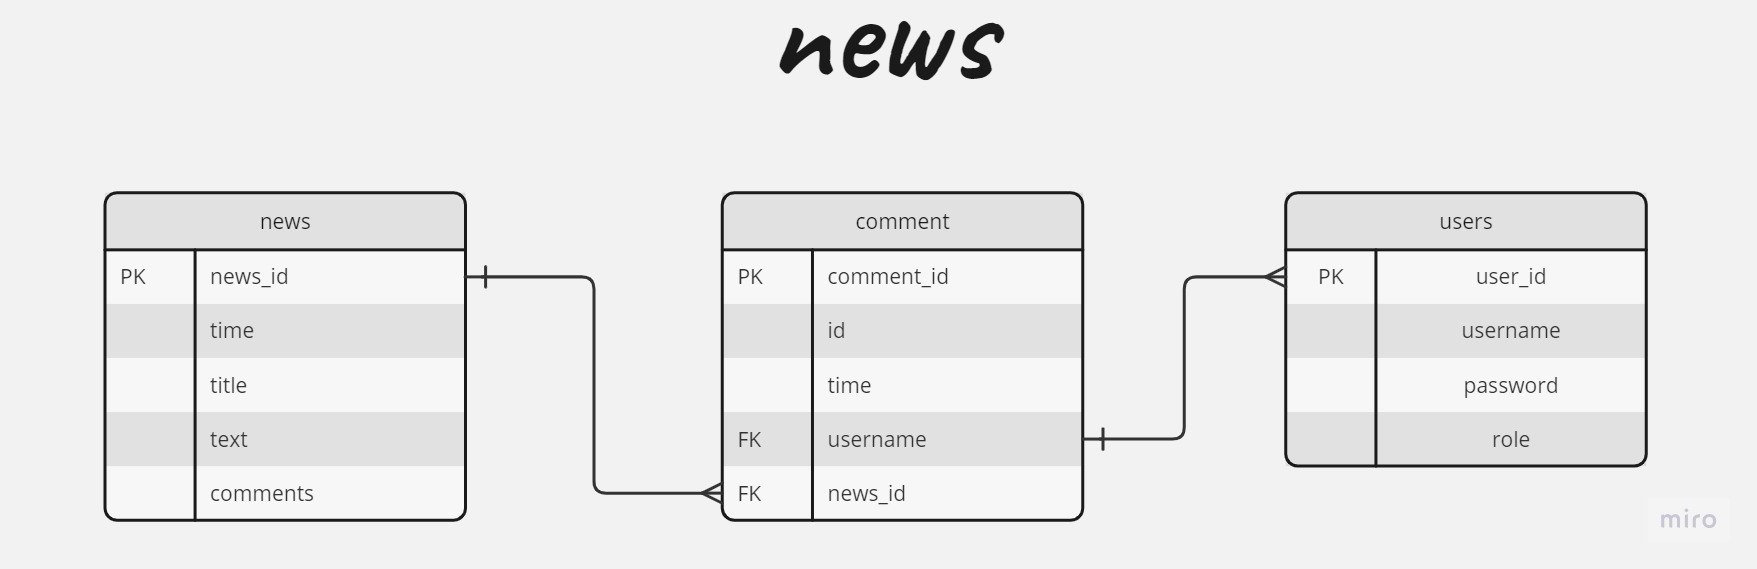 news
news
PK news_id
time
title
text
comments
comment
PK comment_id
id
time
FK username
FK news_id
users
PK user_id
username
password
role
miro